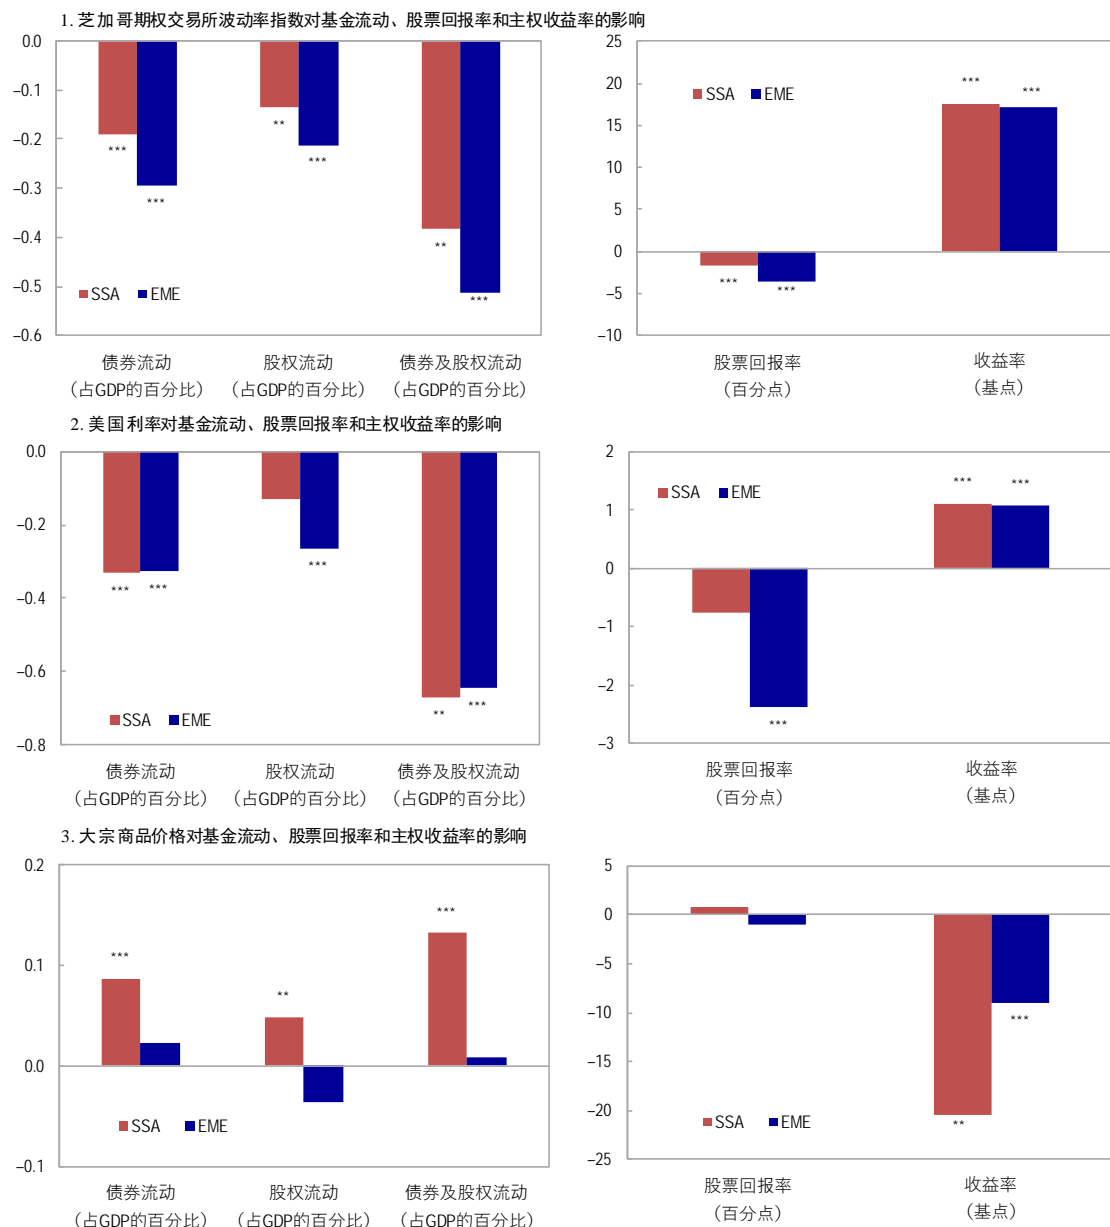 1. 芝加哥期权交易所波动率指数对基金流动、股票回报率和主权收益率的影响
0.0
–0.1
–0.2
–0.3
–0.4
–0.5
–0.6
*** *** ** *** ** ***
SSA EME
债券流动 股权流动 债券及股权流动
（占GDP的百分比） （占GDP的百分比） （占GDP的百分比）
25
20
15
10
5
0
–5
–10
SSA EME
*** *** *** ***
股票回报率 收益率
（百分点） （基点）
2. 美国利率对基金流动、股票回报率和主权收益率的影响
0.0
–0.2
–0.4
–0.6
–0.8
*** *** *** ** ***
SSA EME
债券流动 股权流动 债券及股权流动
（占GDP的百分比） （占GDP的百分比） （占GDP的百分比）
2
1
0
–1
–2
–3
SSA EME
*** *** ***
股票回报率 收益率
（百分点） （基点）
3. 大宗商品价格对基金流动、股票回报率和主权收益率的影响
0.2
0.1
0.0
–0.1
*** ** ***
SSA EME
债券流动 股权流动 债券及股权流动
（占GDP的百分比） （占GDP的百分比） （占GDP的百分比）
5
0
–5
–10
–15
–20
–25
** ***
SSA EME
股票回报率 收益率
（百分点） （基点）